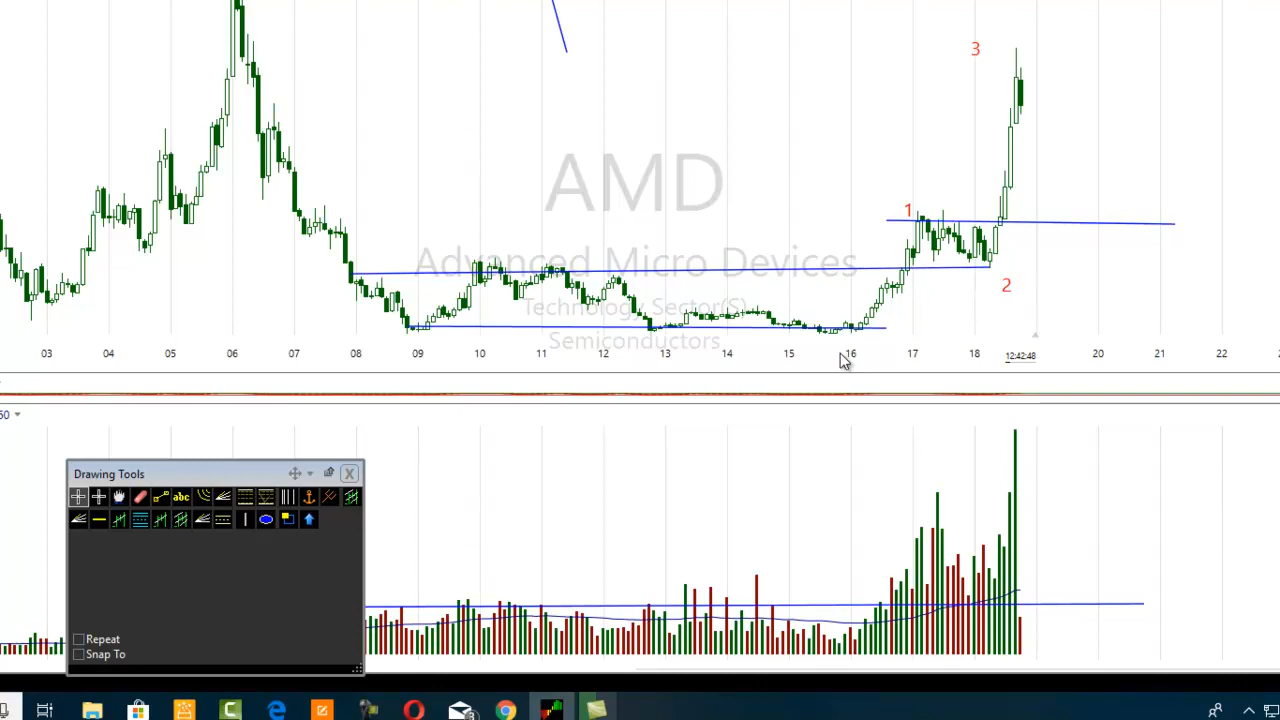 3
AMD
1
Advanced Micro Devices
2
Technology Sector(S)
Semiconductors
03 04 05 06 07 08 09 10 11 12 13 14 15 16 17 18 12:42:48 20 21 22
50
Drawing Tools
X
abc
Repeat
Snap To